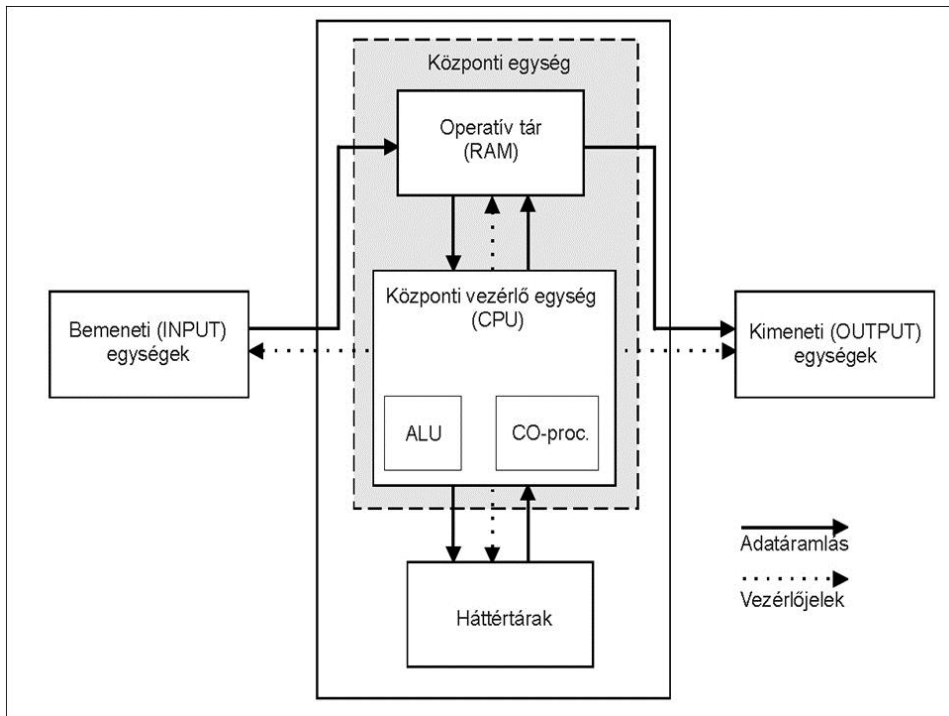 Központi egység
Operatív tár
(RAM)
Központi vezérlő egység
(CPU)
Bemeneti (INPUT)
egységek
Kimeneti (OUTPUT)
egységek
ALU
CO-proc.
Adatáramlás
Vezérlőjelek
Háttértárak